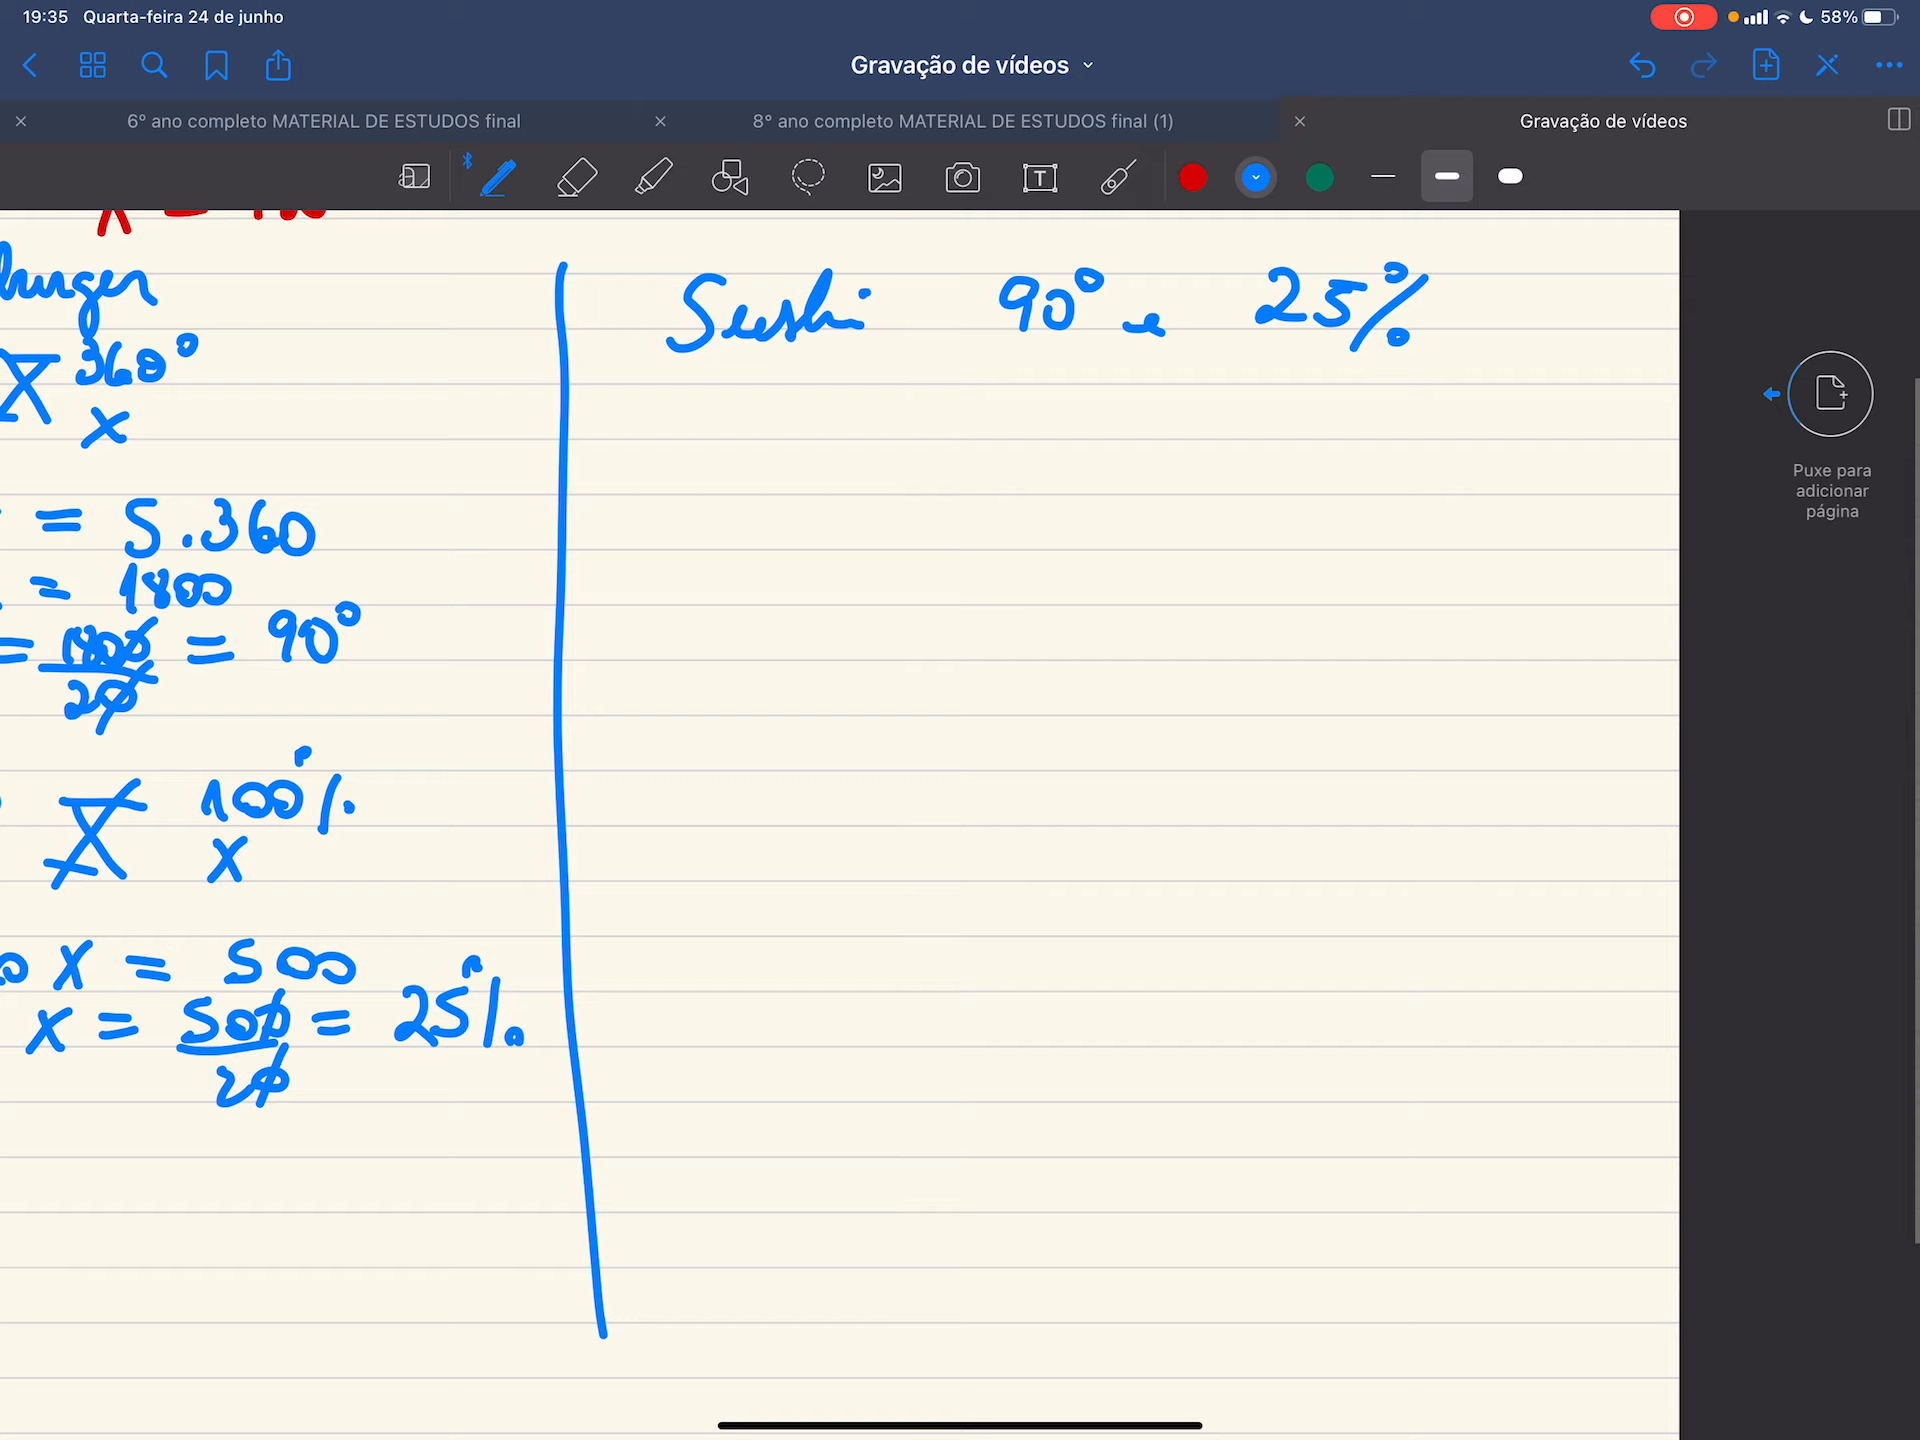 19:35 Quarta-feira 24 de junho 58%
Gravação de vídeos
6° ano completo MATERIAL DE ESTUDOS final
8° ano completo MATERIAL DE ESTUDOS final (1)
Gravação de vídeos
T
360°
x
= 5.360
= 1800
= 1800 = 90°
20
100%
x
x = 500
x = 500 = 25%
20
Sushi 90° e 25%
Puxe para
adicionar
página